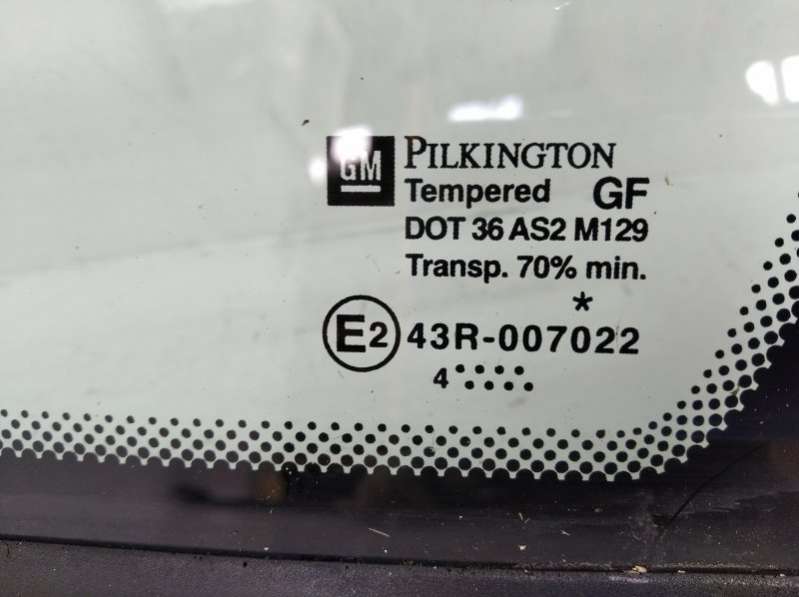 GM PILKINGTON
Tempered GF
DOT 36 AS2 M129
Transp. 70% min.
*
E2 43R-007022
4